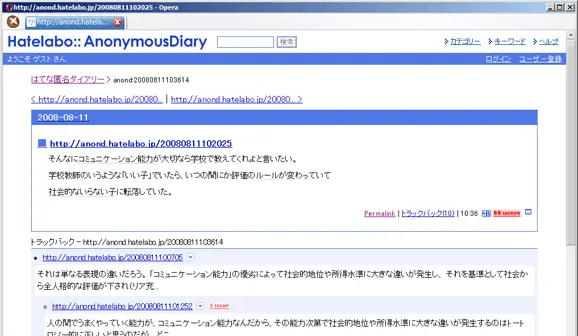 http://anond.hatelabo.jp/20080811102025 - Opera
http://anond.hatela...
Hatelabo::AnonymousDiary 検索 カテゴリー キーワード ヘルプ
ようこそ ゲスト さん ログイン ユーザー登録
はてな匿名ダイアリー > anond:20080811103614
< http://anond.hatelabo.jp/20080... | http://anond.hatelabo.jp/20080... >
2008-08-11
http://anond.hatelabo.jp/20080811102025
そんなにコミュニケーション能力が大切なら学校で教えてくれよと言いたい。
学校教師のいうような「いい子」でいたら、いつの間にか評価のルールが変わっていて
社会的ないらない子に転落していた。
Permalink | トラックバック(10) | 10:36 users
トラックバック - http://anond.hatelabo.jp/20080811103614
http://anond.hatelabo.jp/20080811100705
それは単なる表現の違いだろう。「コミュニケーション能力」の優劣によって社会的地位や所得水準に大きな違いが発生し、それを基準として社会か
ら全人格的な評価が下され(リア充...
http://anond.hatelabo.jp/20080811101252 1 user
人の間でうまくやっていく能力が、コミュニケーション能力なんだから、その能力次第で社会的地位や所得水準に大きな違いが発生するのはトート
ロジー的に正しいと思うのだが、どこ...